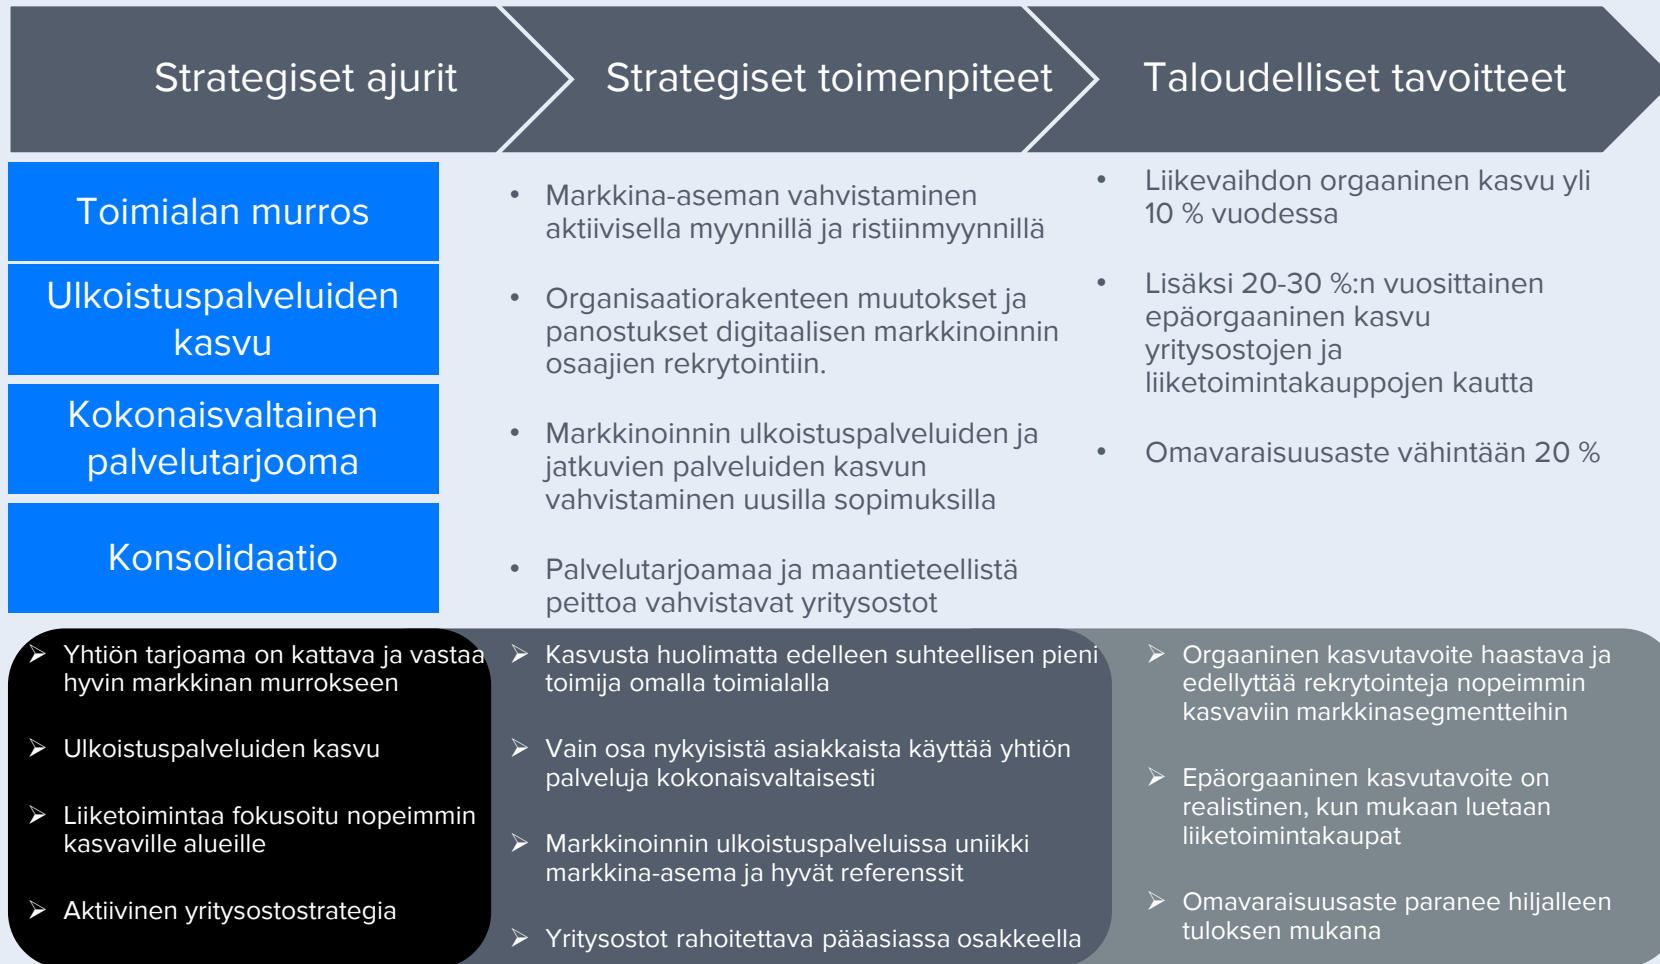 Strategiset ajurit
Strategiset toimenpiteet
Taloudelliset tavoitteet
Toimialan murros
Ulkoistuspalveluiden
kasvu
Kokonaisvaltainen
palvelutarjooma
Konsolidaatio
• Markkina-aseman vahvistaminen
aktiivisella myynnillä ja ristiinmyynnillä
• Organisaatiorakenteen muutokset ja
panostukset digitaalisen markkinoinnin
osaajien rekrytointiin.
• Markkinoinnin ulkoistuspalveluiden ja
jatkuvien palveluiden kasvun
vahvistaminen uusilla sopimuksilla
• Palvelutarjoamaa ja maantieteellistä
peittoa vahvistavat yritysostot
• Liikevaihdon orgaaninen kasvu yli
10 % vuodessa
• Lisäksi 20-30 %:n vuosittainen
epäorgaaninen kasvu
yritysostojen ja
liiketoimintakauppojen kautta
• Omavaraisuusaste vähintään 20 %
➢ Yhtiön tarjoama on kattava ja vastaa
hyvin markkinan murrokseen
➢ Ulkoistuspalveluiden kasvu
➢ Liiketoimintaa fokusoitu nopeimmin
kasvaville alueille
➢ Aktiivinen yritysostostrategia
➢ Kasvusta huolimatta edelleen suhteellisen pieni
toimija omalla toimialalla
➢ Vain osa nykyisistä asiakkaista käyttää yhtiön
palveluja kokonaisvaltaisesti
➢ Markkinoinnin ulkoistuspalveluissa uniikki
markkina-asema ja hyvät referenssit
➢ Yritysostot rahoitettava pääasiassa osakkeella
➢ Orgaaninen kasvutavoite haastava ja
edellyttää rekrytointeja nopeimmin
kasvaviin markkinasegmentteihin
➢ Epäorgaaninen kasvutavoite on
realistinen, kun mukaan luetaan
liiketoimintakaupat
➢ Omavaraisuusaste paranee hiljalleen
tuloksen mukana